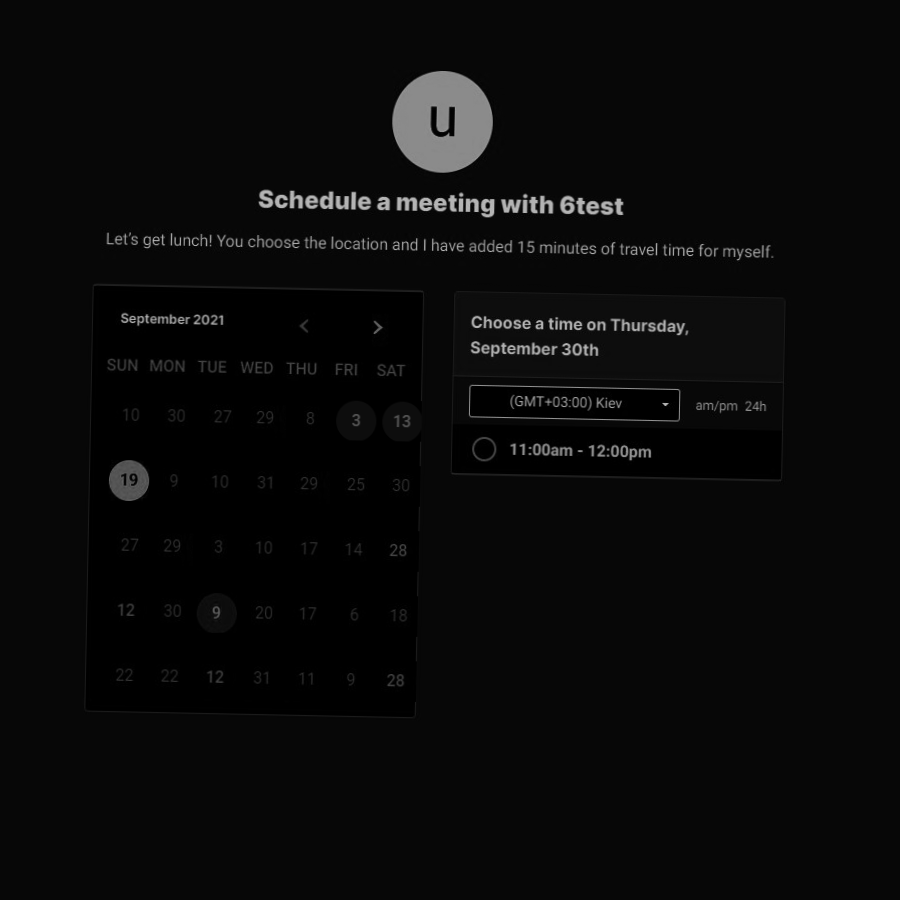 u
Schedule a meeting with 6test
Let's get lunch! You choose the location and I have added 15 minutes of travel time for myself.
September 2021
SUN MON TUE WED THU FRI SAT
10 30 27 29 8 3 13
19 9 10 31 29 25 30
27 29 3 10 17 14 28
12 30 9 20 17 6 18
22 22 12 31 11 9 28
Choose a time on Thursday,
September 30th
(GMT+03:00) Kiev am/pm 24h
11:00am - 12:00pm